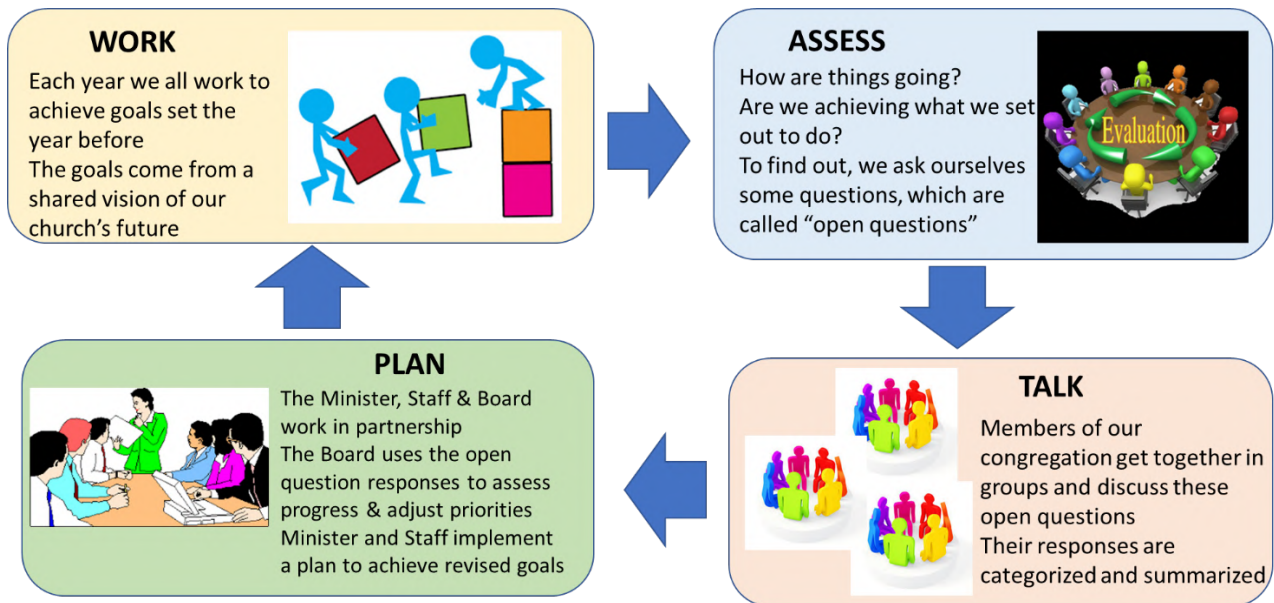 WORK
Each year we all work to
achieve goals set the
year before
The goals come from a
shared vision of our
church's future
ASSESS
How are things going?
Are we achieving what we set
out to do?
To find out, we ask ourselves
some questions, which are
called “open questions”
Evaluation
PLAN
The Minister, Staff & Board
work in partnership
The Board uses the open
question responses to assess
progress & adjust priorities
Minister and Staff implement
a plan to achieve revised goals
TALK
Members of our
congregation get together in
groups and discuss these
open questions
Their responses are
categorized and summarized